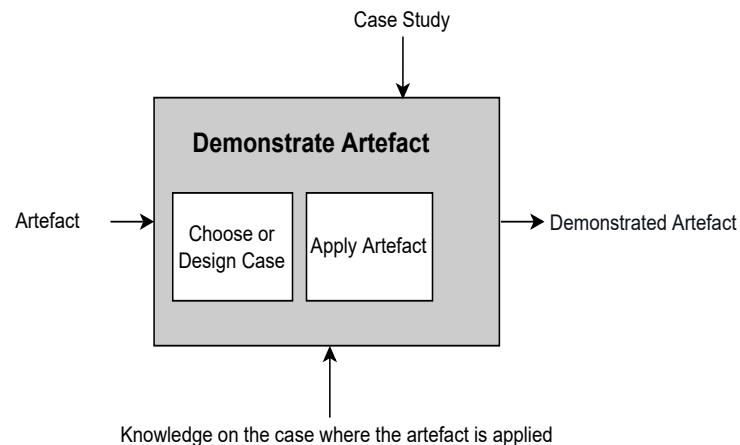 Case Study
Demonstrate Artefact
Artefact
Choose or
Design Case
Apply Artefact
Demonstrated Artefact
Knowledge on the case where the artefact is applied